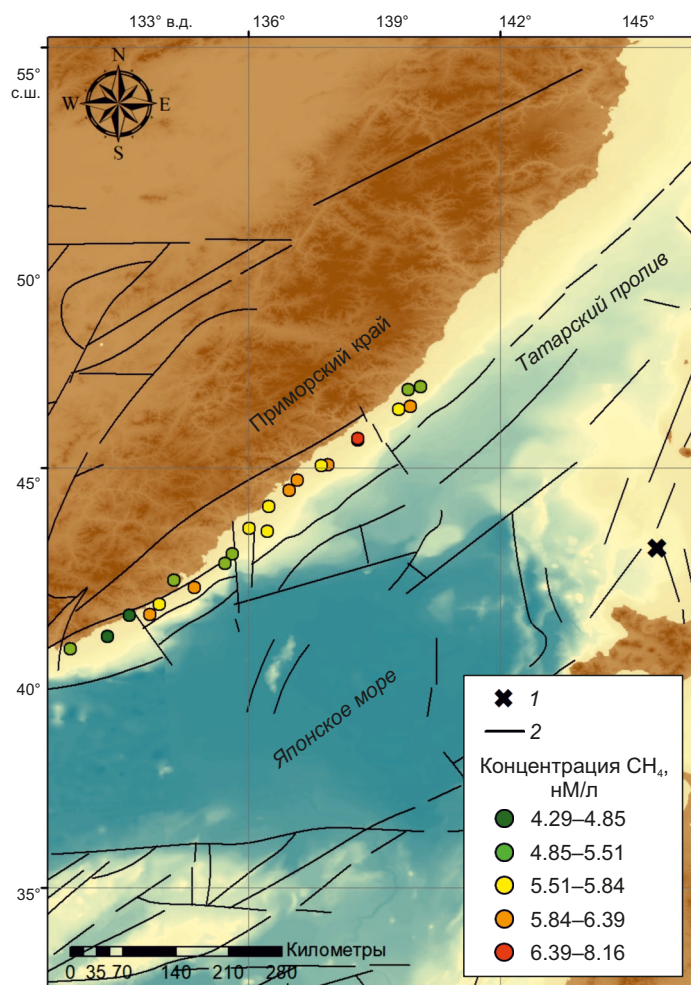 133° в.д.
136°
139°
142°
145°
55°
с.ш.
N
W
E
S
50°
Татарский пролив
Приморский край
45°
40°
Японское море
1
2
Концентрация CH₄,
нМ/л
4.29–4.85
4.85–5.51
5.51–5.84
5.84–6.39
6.39–8.16
35°
Километры
0 35 70 140 210 280